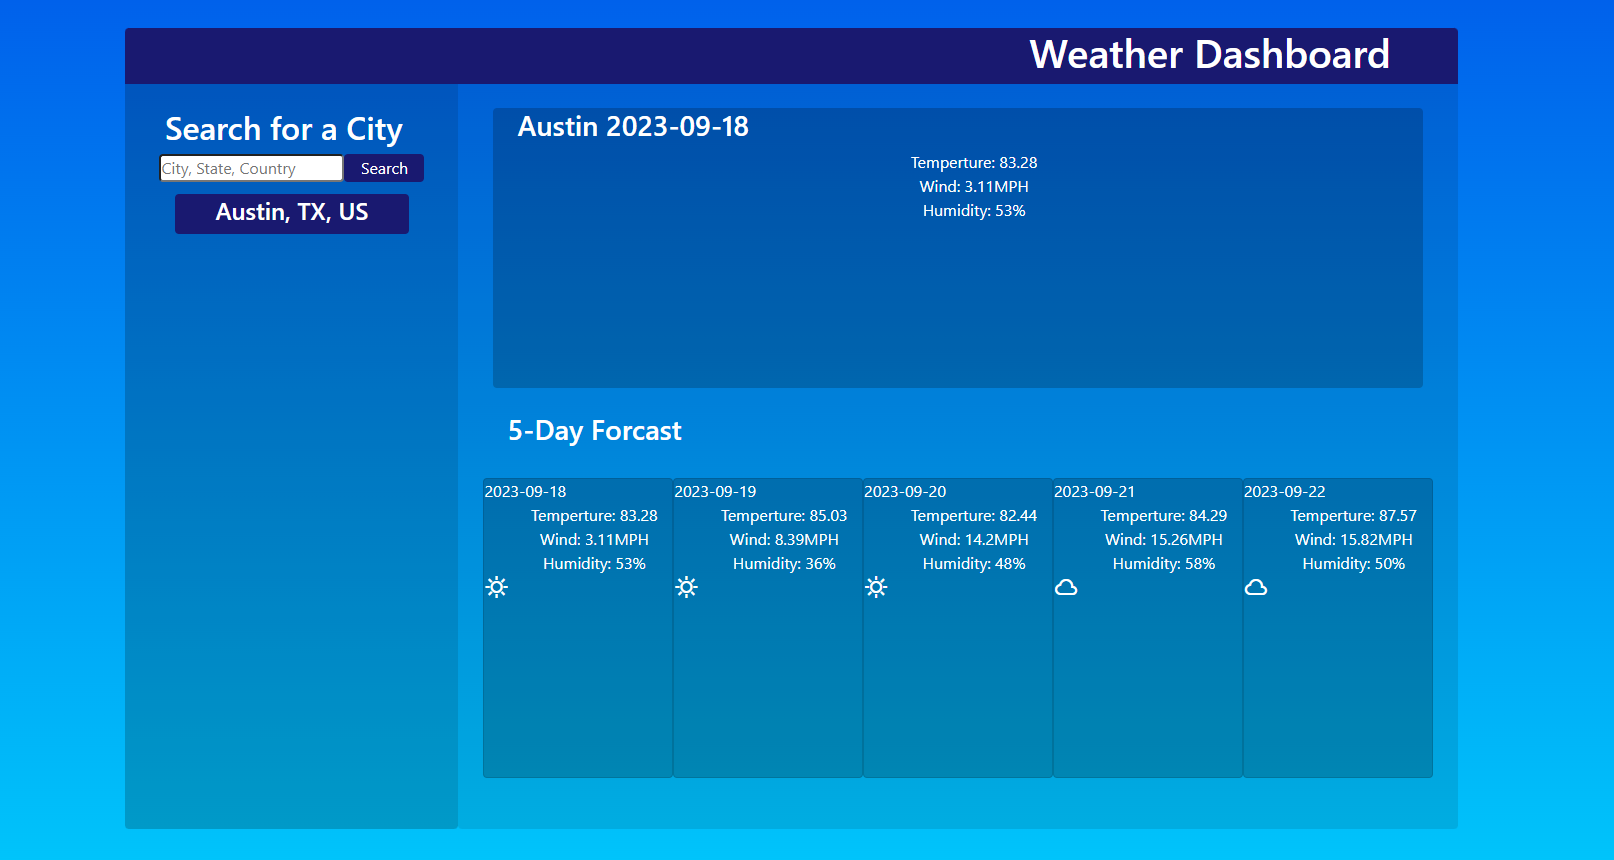 Weather Dashboard
Search for a City
City, State, Country
Search
Austin, TX, US
Austin 2023-09-18
Temperture: 83.28
Wind: 3.11MPH
Humidity: 53%
5-Day Forcast
2023-09-18
Temperture: 83.28
Wind: 3.11MPH
Humidity: 53%
2023-09-19
Temperture: 85.03
Wind: 8.39MPH
Humidity: 36%
2023-09-20
Temperture: 82.44
Wind: 14.2MPH
Humidity: 48%
2023-09-21
Temperture: 84.29
Wind: 15.26MPH
Humidity: 58%
2023-09-22
Temperture: 87.57
Wind: 15.82MPH
Humidity: 50%